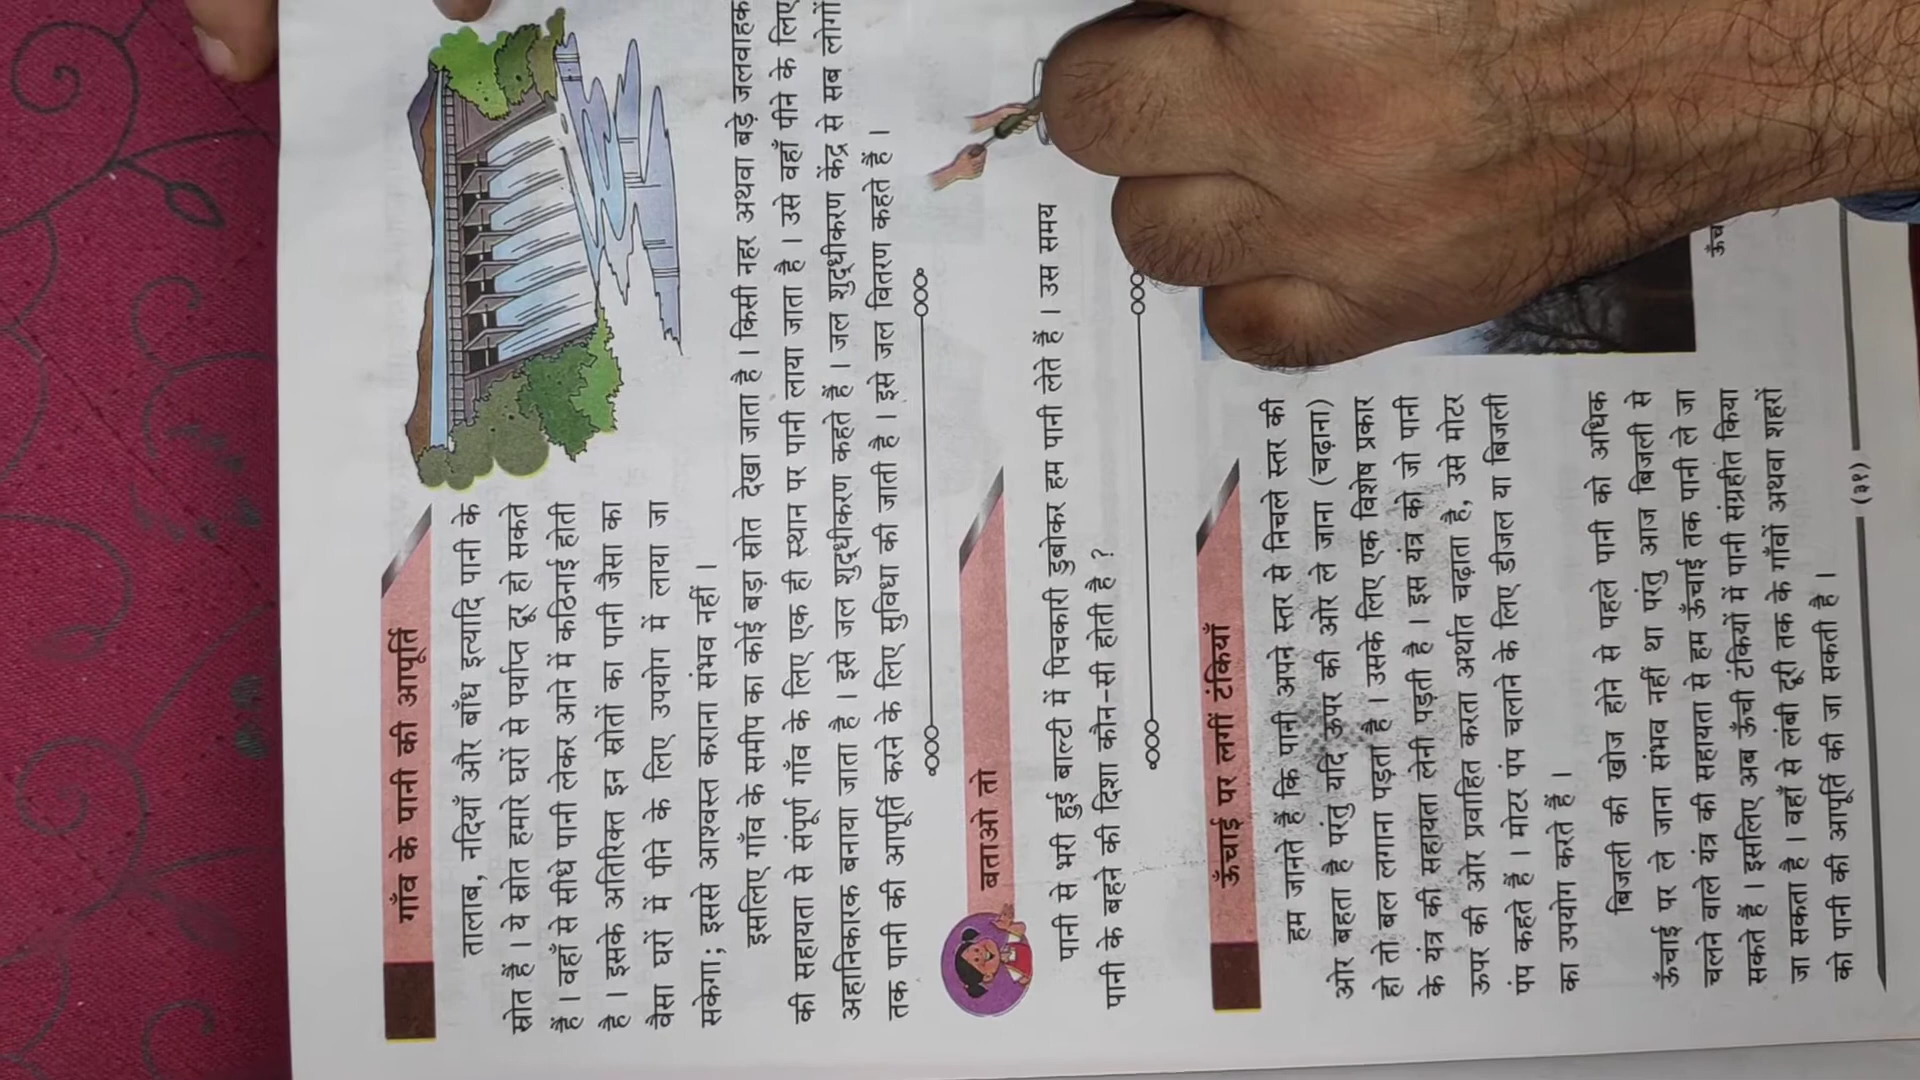 गाँव के पानी की आपूर्ति
तालाब, नदियाँ और बाँध इत्यादि पानी के
स्रोत हैं । ये स्रोत हमारे घरों से पर्याप्त दूर हो सकते
हैं । वहाँ से सीधे पानी लेकर आने में कठिनाई होती
है । इसके अतिरिक्त इन स्रोतों का पानी जैसा का
वैसा घरों में पीने के लिए उपयोग में लाया जा
सकेगा; इससे आश्वस्त कराना संभव नहीं ।
इसलिए गाँव के समीप का कोई बड़ा स्रोत देखा जाता है । किसी नहर अथवा बड़े जलवाहक
की सहायता से संपूर्ण गाँव के लिए एक ही स्थान पर पानी लाया जाता है । उसे वहाँ पीने के लिए
अहानिकारक बनाया जाता है । इसे जल शुद्धीकरण कहते हैं । जल शुद्धीकरण केंद्र से सब लोगों
तक पानी की आपूर्ति करने के लिए सुविधा की जाती है । इसे जल वितरण कहते हैं ।
बताओ तो
पानी से भरी हुई बाल्टी में पिचकारी डुबोकर हम पानी लेते हैं । उस समय
पानी के बहने की दिशा कौन-सी होती है ?
ऊँचाई पर लगीं टंकियाँ
हम जानते हैं कि पानी अपने स्तर से निचले स्तर की
ओर बहता है परंतु यदि ऊपर की ओर ले जाना (चढ़ाना)
हो तो बल लगाना पड़ता है । उसके लिए एक विशेष प्रकार
के यंत्र की सहायता लेनी पड़ती है । इस यंत्र को जो पानी
ऊपर की ओर प्रवाहित करता अर्थात चढ़ाता है, उसे मोटर
पंप कहते हैं । मोटर पंप चलाने के लिए डीजल या बिजली
का उपयोग करते हैं ।
बिजली की खोज होने से पहले पानी को अधिक
ऊँचाई पर ले जाना संभव नहीं था परंतु आज बिजली से
चलने वाले यंत्र की सहायता से हम ऊँचाई तक पानी ले जा
सकते हैं । इसलिए अब ऊँची टंकियों में पानी संग्रहीत किया
जा सकता है । वहाँ से लंबी दूरी तक के गाँवों अथवा शहरों
को पानी की आपूर्ति की जा सकती है ।
(३१)